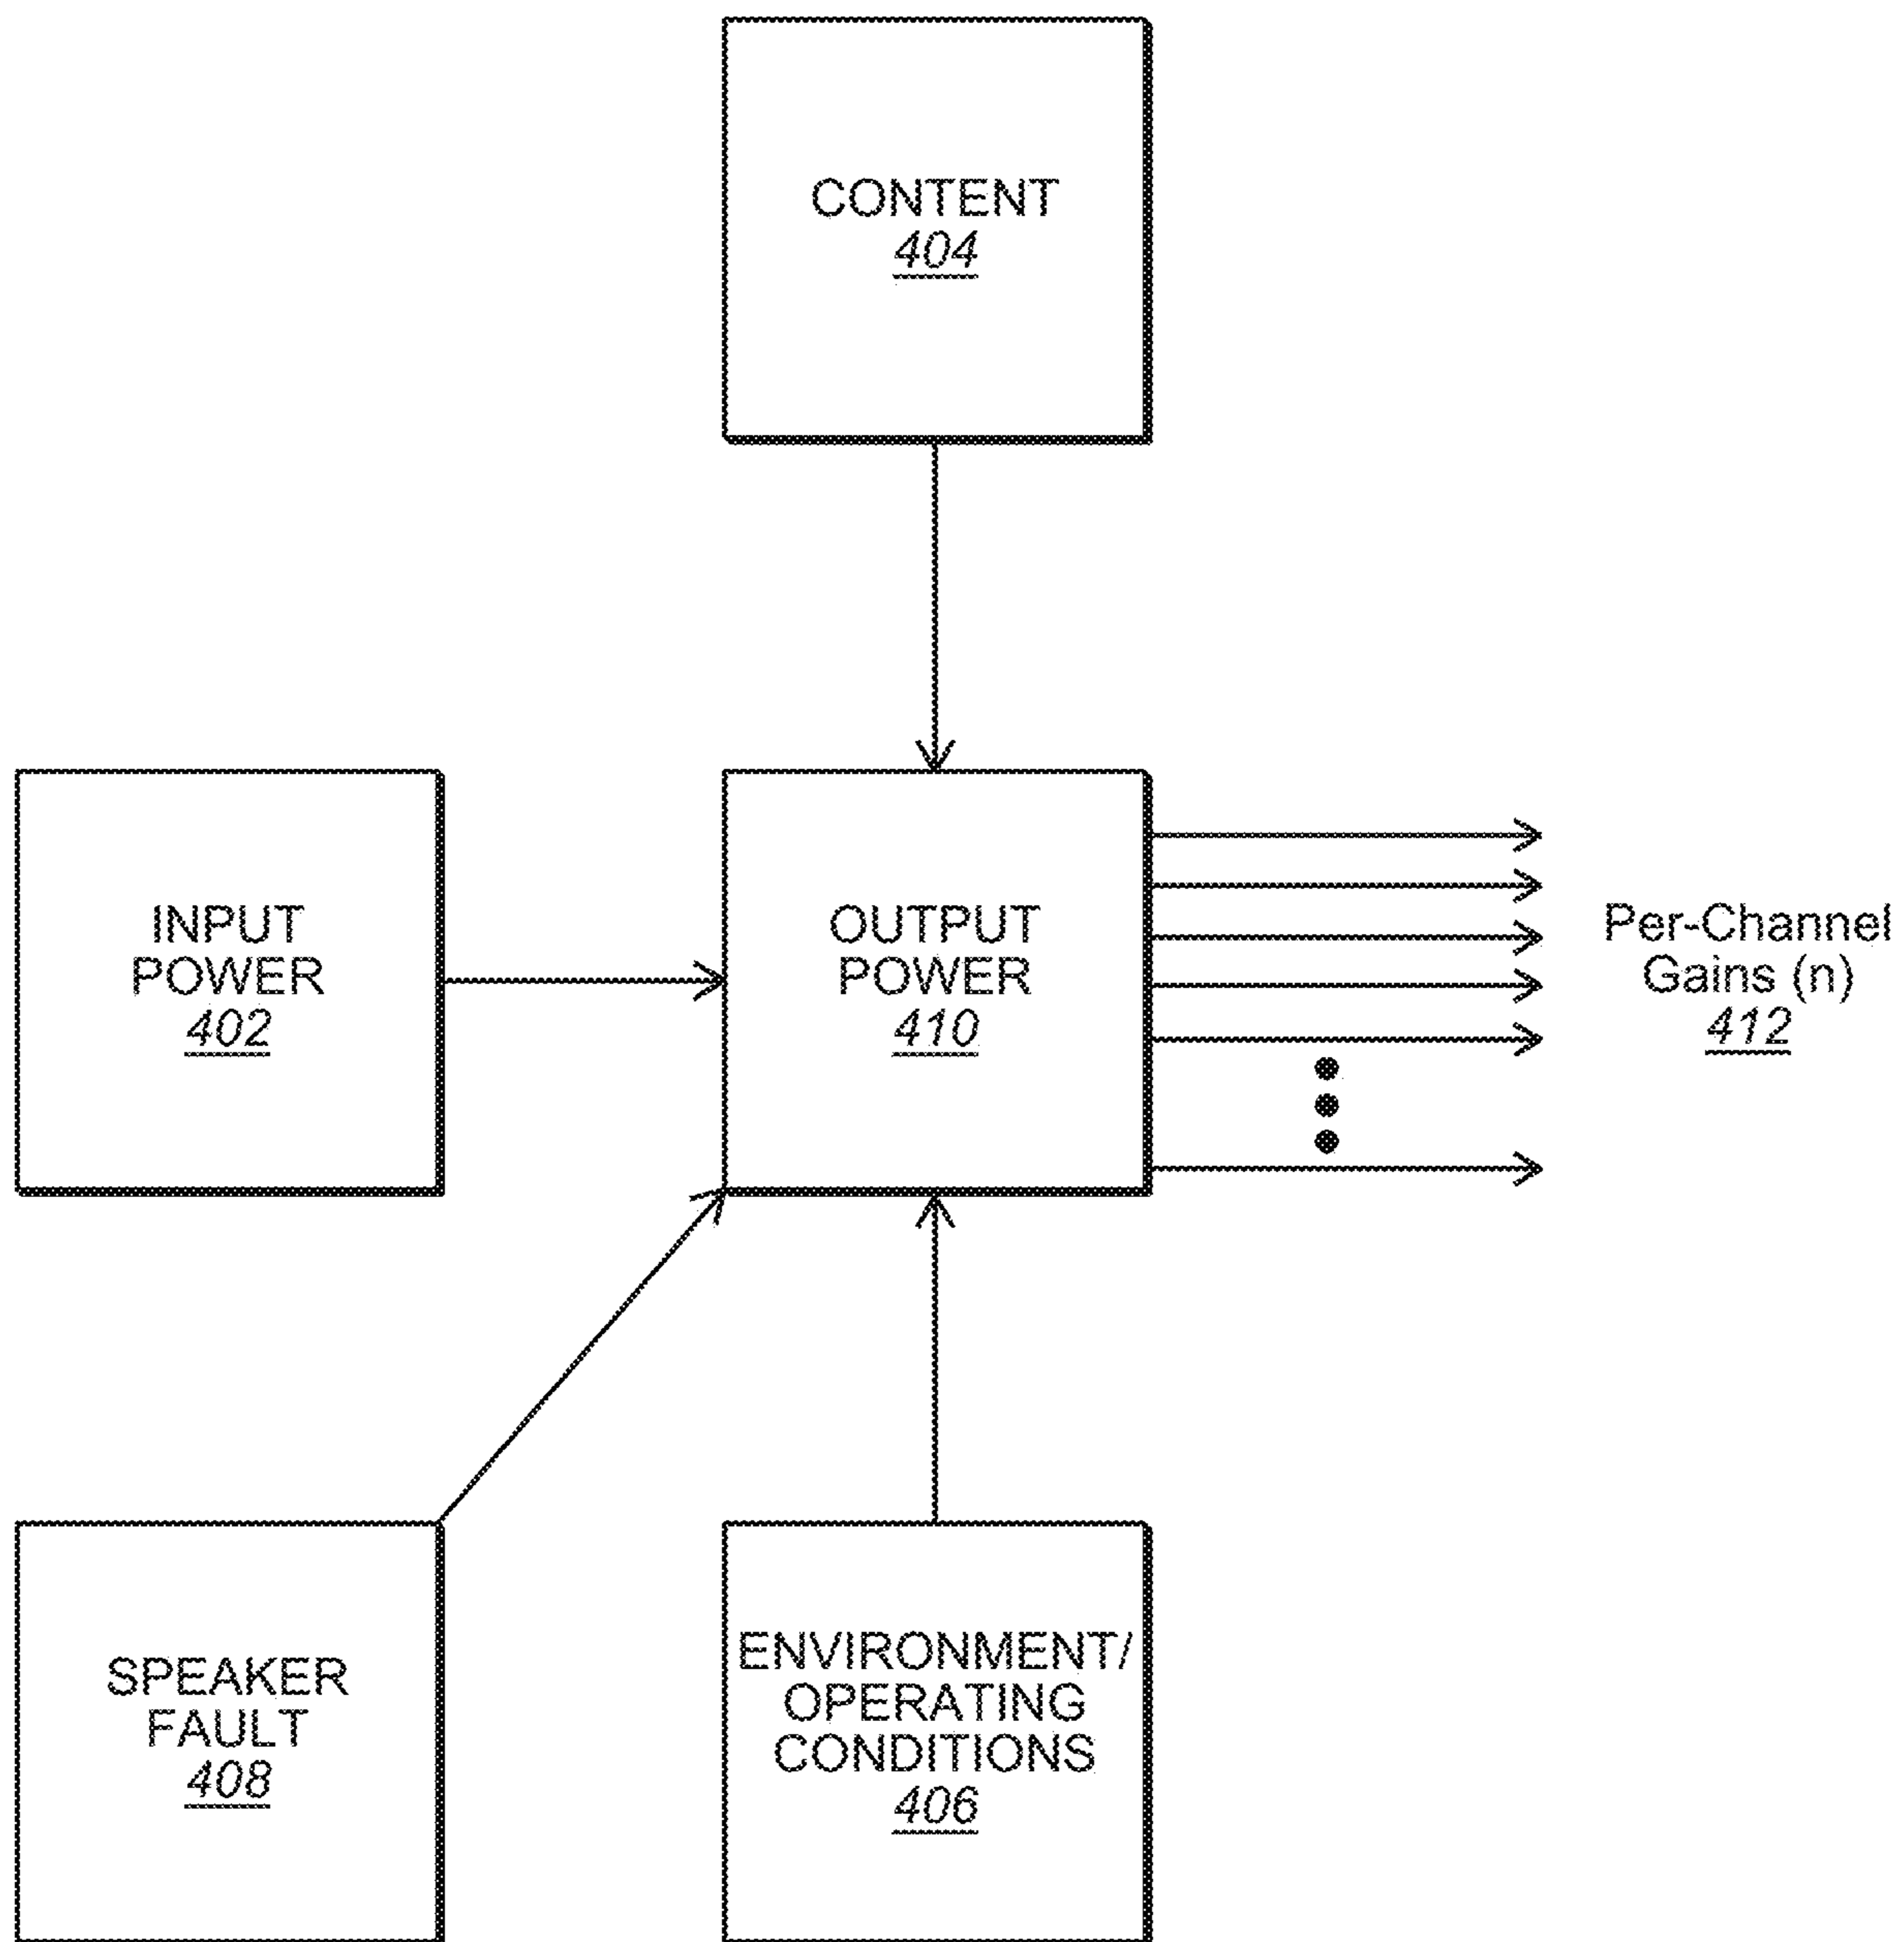 CONTENT
404
INPUT
POWER
402
OUTPUT
POWER
410
Per-Channel
Gains (n)
412
SPEAKER
FAULT
408
ENVIRONMENT/
OPERATING
CONDITIONS
406